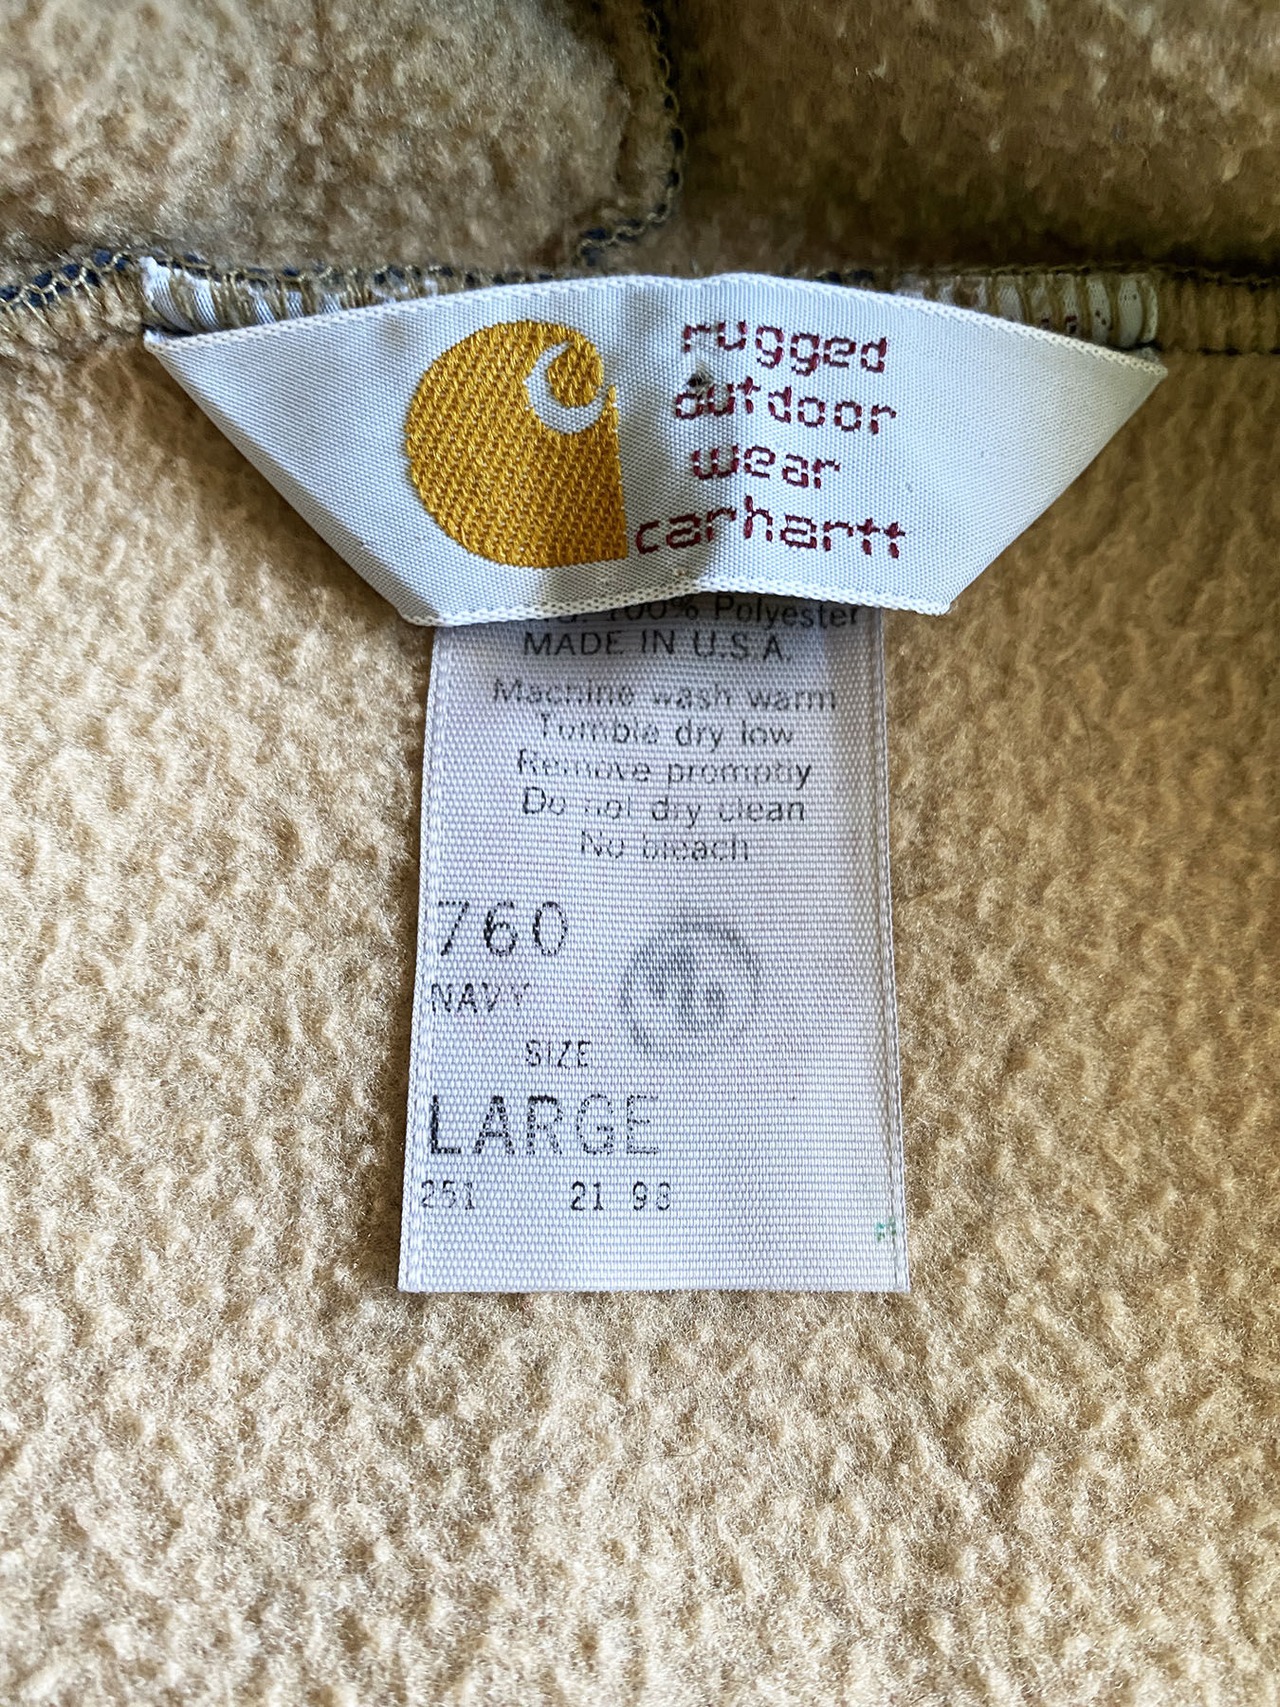 rugged
outdoor
wear
carhartt
100% Polyester
MADE IN U.S.A.
Machine wash warm
Tumble dry low
Remove promptly
Do not dry clean
No bleach
760
NAVY
SIZE
LARGE
251 21 98